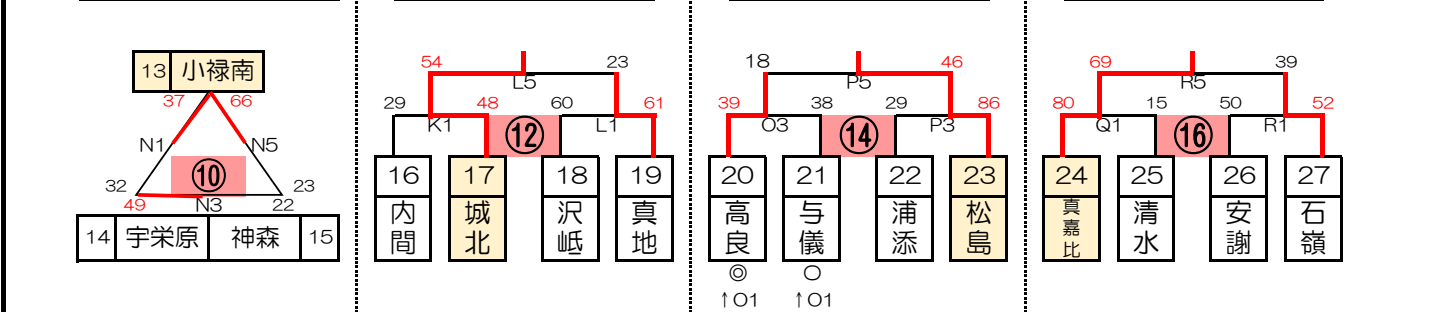 13 小禄南
37 66
N1 N5
⑩
32 23
49 N3 22
14 宇栄原 神森 15
54 23
L5
29 48 60 61
K1 ⑫ L1
16 17 18 19
内間 城北 沢岻 真地
18 46
P5
39 38 29 86
O3 ⑭ P3
20 21 22 23
高良 与儀 浦添 松島
◎ ○
↑O1 ↑O1
69 39
R5
80 15 50 52
Q1 ⑯ R1
24 25 26 27
真嘉比 清水 安謝 石嶺